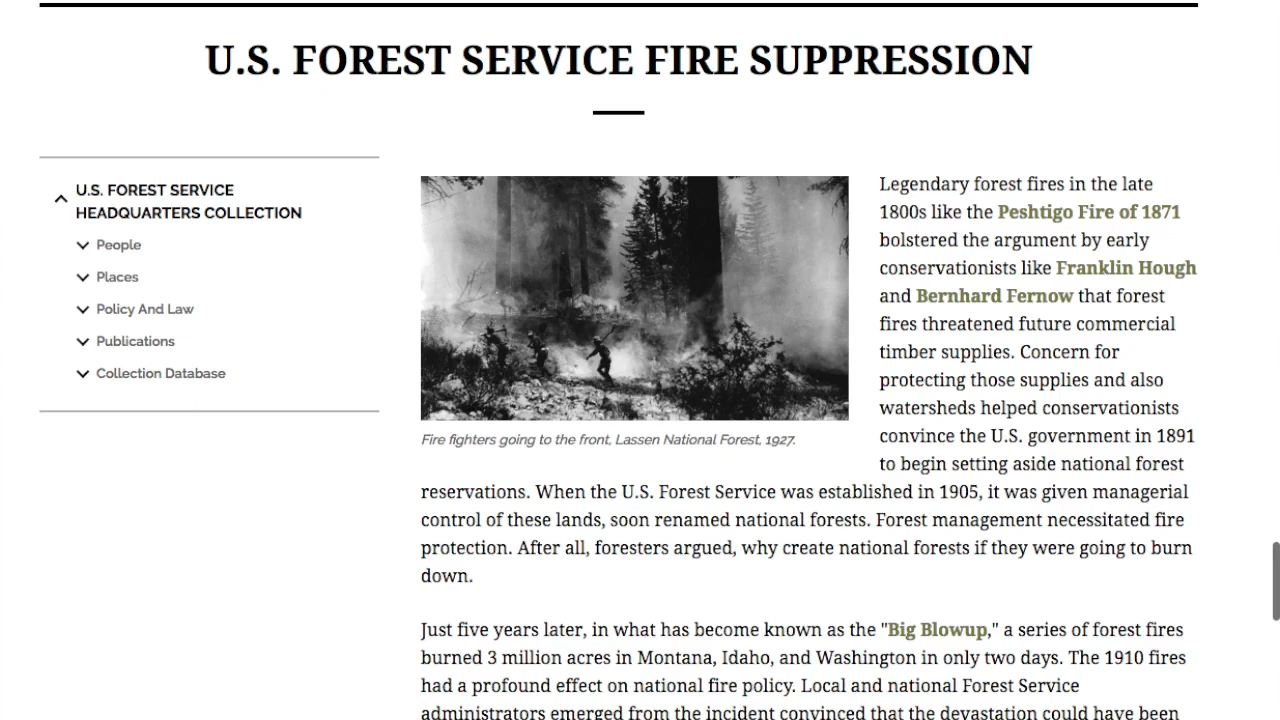 U.S. FOREST SERVICE FIRE SUPPRESSION
U.S. FOREST SERVICE
HEADQUARTERS COLLECTION
People
Places
Policy And Law
Publications
Collection Database
Fire fighters going to the front, Lassen National Forest, 1927.
Legendary forest fires in the late
1800s like the Peshtigo Fire of 1871
bolstered the argument by early
conservationists like Franklin Hough
and Bernhard Fernow that forest
fires threatened future commercial
timber supplies. Concern for
protecting those supplies and also
watersheds helped conservationists
convince the U.S. government in 1891
to begin setting aside national forest
reservations. When the U.S. Forest Service was established in 1905, it was given managerial
control of these lands, soon renamed national forests. Forest management necessitated fire
protection. After all, foresters argued, why create national forests if they were going to burn
down.
Just five years later, in what has become known as the "Big Blowup," a series of forest fires
burned 3 million acres in Montana, Idaho, and Washington in only two days. The 1910 fires
had a profound effect on national fire policy. Local and national Forest Service
administrators emerged from the incident convinced that the devastation could have been